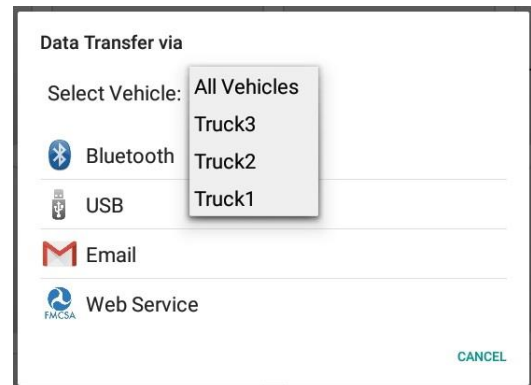 Data Transfer via
Select Vehicle: All Vehicles
Truck3
Bluetooth Truck2
USB Truck1
Email
FMCSA Web Service
CANCEL